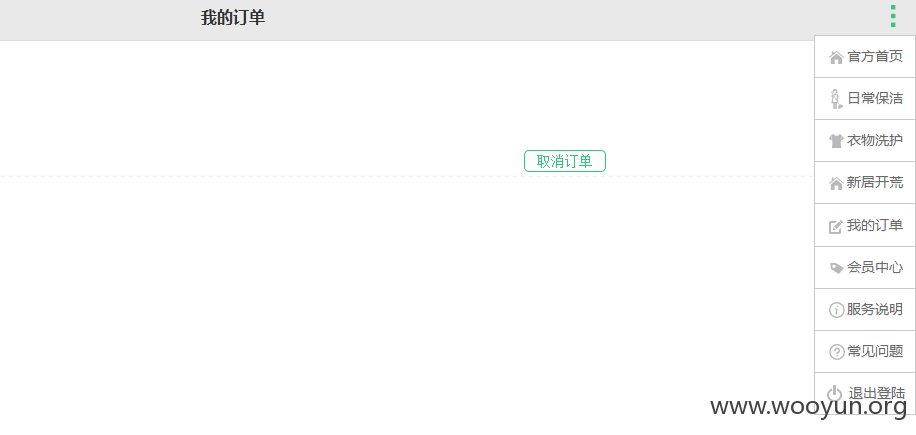 我的订单
官方首页
日常保洁
衣物洗护
取消订单
新居开荒
我的订单
会员中心
服务说明
常见问题
退出登陆
www.wooyun.org